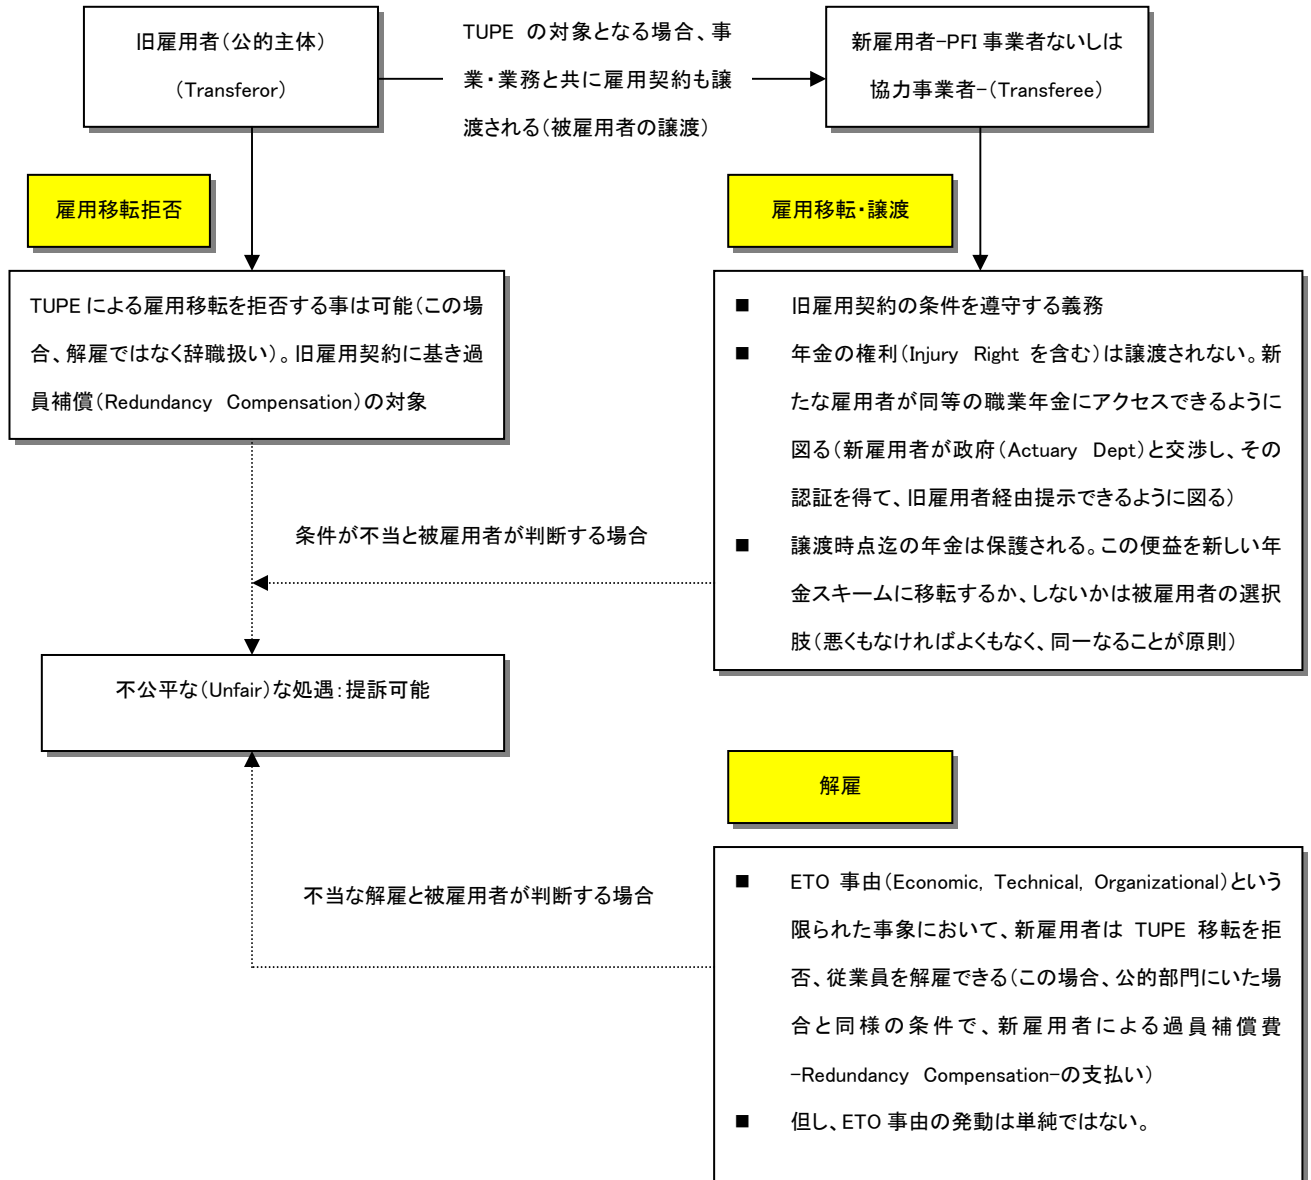 旧雇用者（公的主体）
（Transferor）
TUPE の対象となる場合、事
業・業務と共に雇用契約も譲
渡される（被雇用者の譲渡）
新雇用者-PFI 事業者ないしは
協力事業者-（Transferee）
雇用移転拒否
雇用移転・譲渡
TUPE による雇用移転を拒否する事は可能（この場
合、解雇ではなく辞職扱い）。旧雇用契約に基き過
員補償（Redundancy Compensation）の対象
■ 旧雇用契約の条件を遵守する義務
■ 年金の権利（Injury Right を含む）は譲渡されない。新
たな雇用者が同等の職業年金にアクセスできるように
図る（新雇用者が政府（Actuary Dept）と交渉し、その
認証を得て、旧雇用者経由提示できるように図る）
■ 譲渡時点迄の年金は保護される。この便益を新しい年
金スキームに移転するか、しないかは被雇用者の選択
肢（悪くもなければよくもなく、同一なることが原則）
条件が不当と被雇用者が判断する場合
不公平な（Unfair）な処遇：提訴可能
解雇
不当な解雇と被雇用者が判断する場合
■ ETO 事由（Economic, Technical, Organizational）という
限られた事象において、新雇用者は TUPE 移転を拒
否、従業員を解雇できる（この場合、公的部門にいた場
合と同様の条件で、新雇用者による過員補償費
-Redundancy Compensation-の支払い）
■ 但し、ETO 事由の発動は単純ではない。